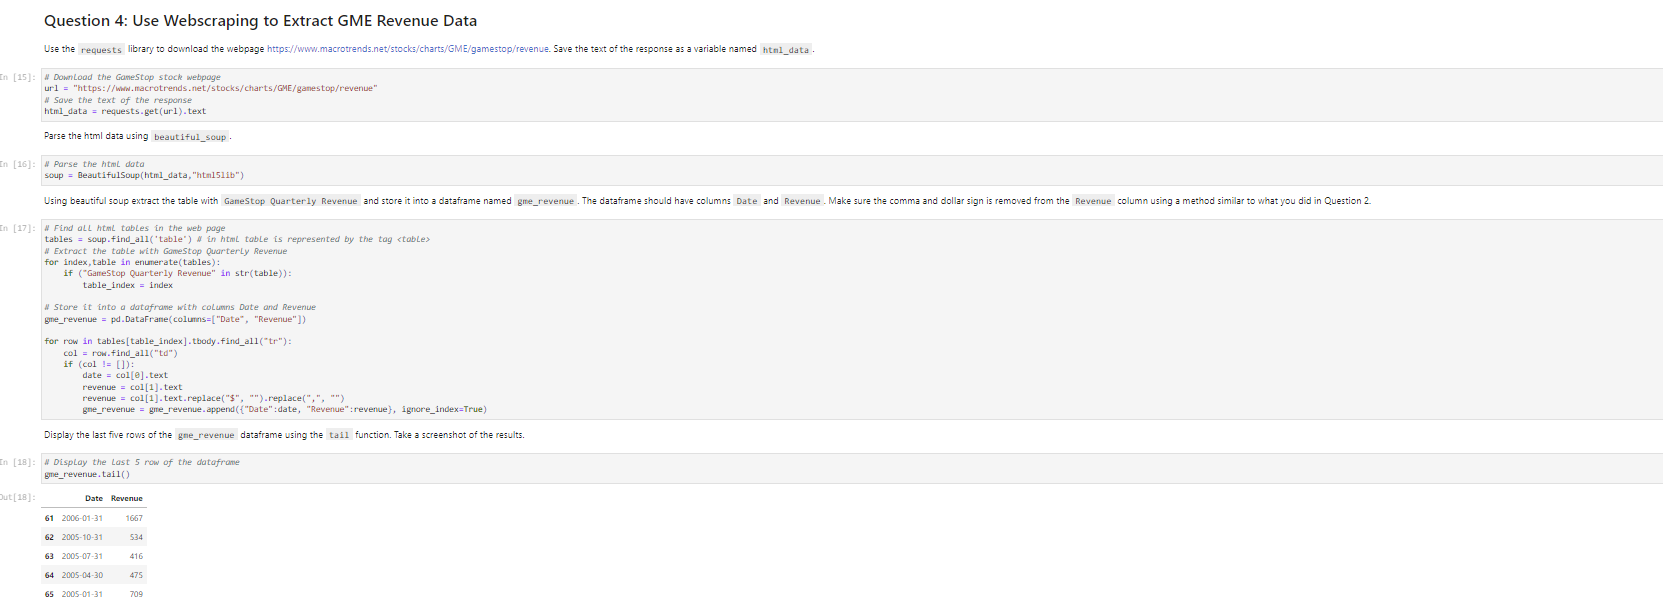 Question 4: Use Webscraping to Extract GME Revenue Data
Use the requests library to download the webpage https://www.macrotrends.net/stocks/charts/GME/gamestop/revenue. Save the text of the response as a variable named html_data .
In [15]: # Download the GameStop stock webpage
url = "https://www.macrotrends.net/stocks/charts/GME/gamestop/revenue"
# Save the text of the response
html_data = requests.get(url).text
Parse the html data using beautiful_soup .
In [16]: # Parse the html data
soup = BeautifulSoup(html_data,"html5lib")
Using beautiful soup extract the table with GameStop Quarterly Revenue and store it into a dataframe named gme_revenue . The dataframe should have columns Date and Revenue . Make sure the comma and dollar sign is removed from the Revenue column using a method similar to what you did in Question 2.
In [17]: # Find all html tables in the web page
tables = soup.find_all('table') # in html table is represented by the tag <table>
# Extract the table with GameStop Quarterly Revenue
for index,table in enumerate(tables):
    if ("GameStop Quarterly Revenue" in str(table)):
        table_index = index
# Store it into a dataframe with columns Date and Revenue
gme_revenue = pd.DataFrame(columns=["Date", "Revenue"])
for row in tables[table_index].tbody.find_all("tr"):
    col = row.find_all("td")
    if (col != []):
        date = col[0].text
        revenue = col[1].text
        revenue = col[1].text.replace("$", "").replace(",", "")
        gme_revenue = gme_revenue.append({"Date":date, "Revenue":revenue}, ignore_index=True)
Display the last five rows of the gme_revenue dataframe using the tail function. Take a screenshot of the results.
In [18]: # Display the last 5 row of the dataframe
gme_revenue.tail()
Out[18]:
Date Revenue
61 2006-01-31 1667
62 2005-10-31 534
63 2005-07-31 416
64 2005-04-30 475
65 2005-01-31 709